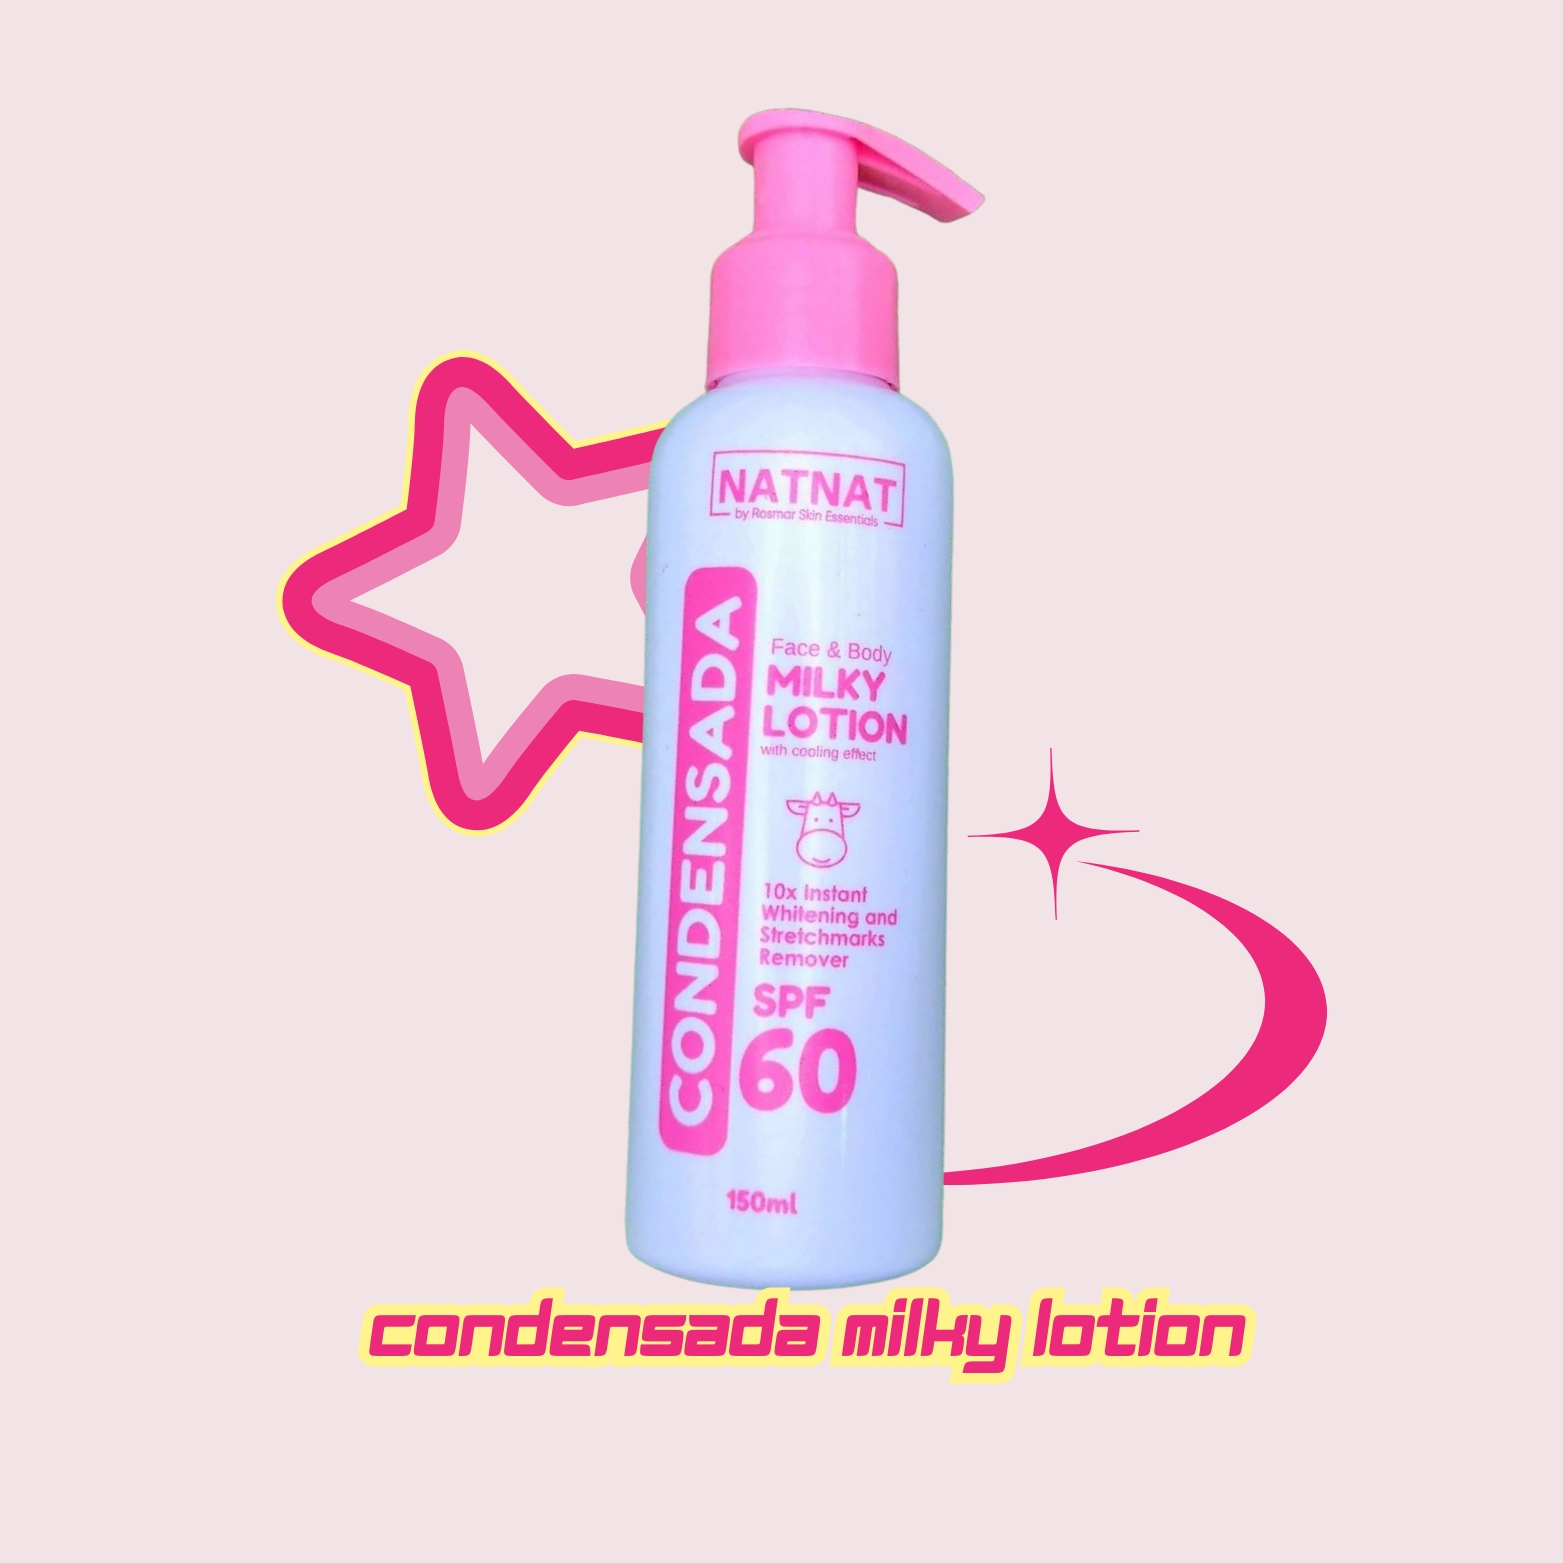 NATNAT
by Rosmar Skin Essentials
CONDENSADA
Face & Body
MILKY
LOTION
with cooling effect
10x Instant
Whitening and
Stretchmarks
Remover
SPF
60
150ml
condensada milky lotion